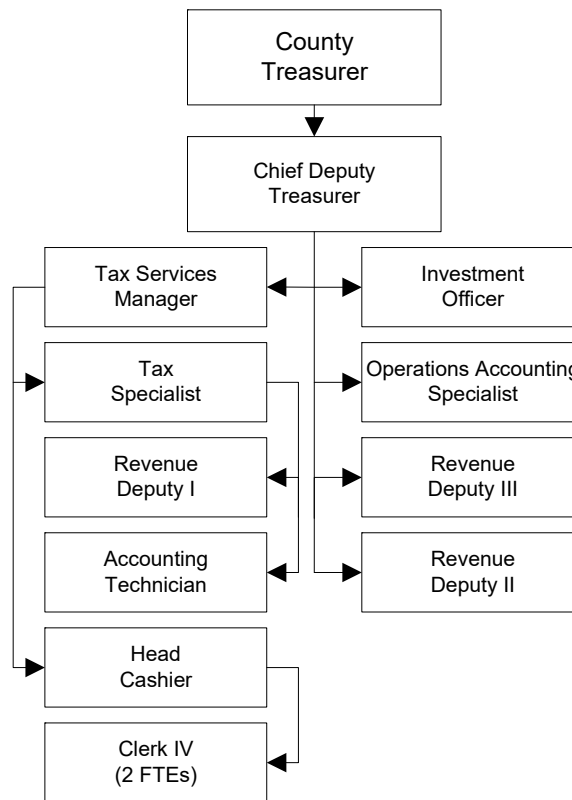 County
Treasurer
Chief Deputy
Treasurer
Tax Services
Manager
Investment
Officer
Tax
Specialist
Operations Accounting
Specialist
Revenue
Deputy I
Revenue
Deputy III
Accounting
Technician
Revenue
Deputy II
Head
Cashier
Clerk IV
(2 FTEs)